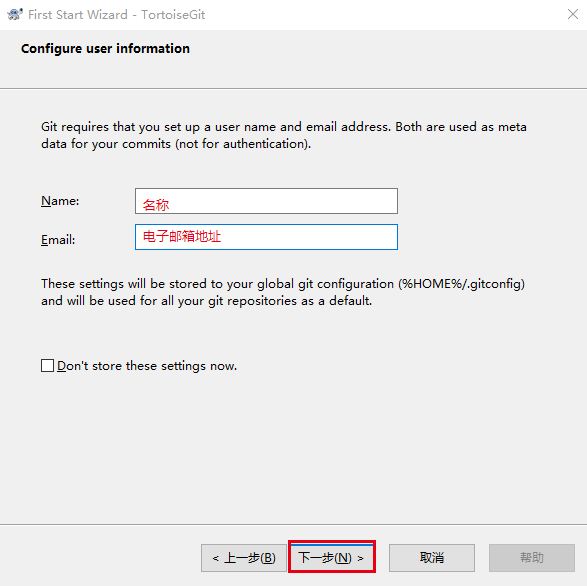 First Start Wizard - TortoiseGit
Configure user information
Git requires that you set up a user name and email address. Both are used as meta
data for your commits (not for authentication).
Name: 名称
Email: 电子邮箱地址
These settings will be stored to your global git configuration (%HOME%/.gitconfig)
and will be used for all your git repositories as a default.
Don't store these settings now.
< 上一步(B) 下一步(N) > 取消 帮助